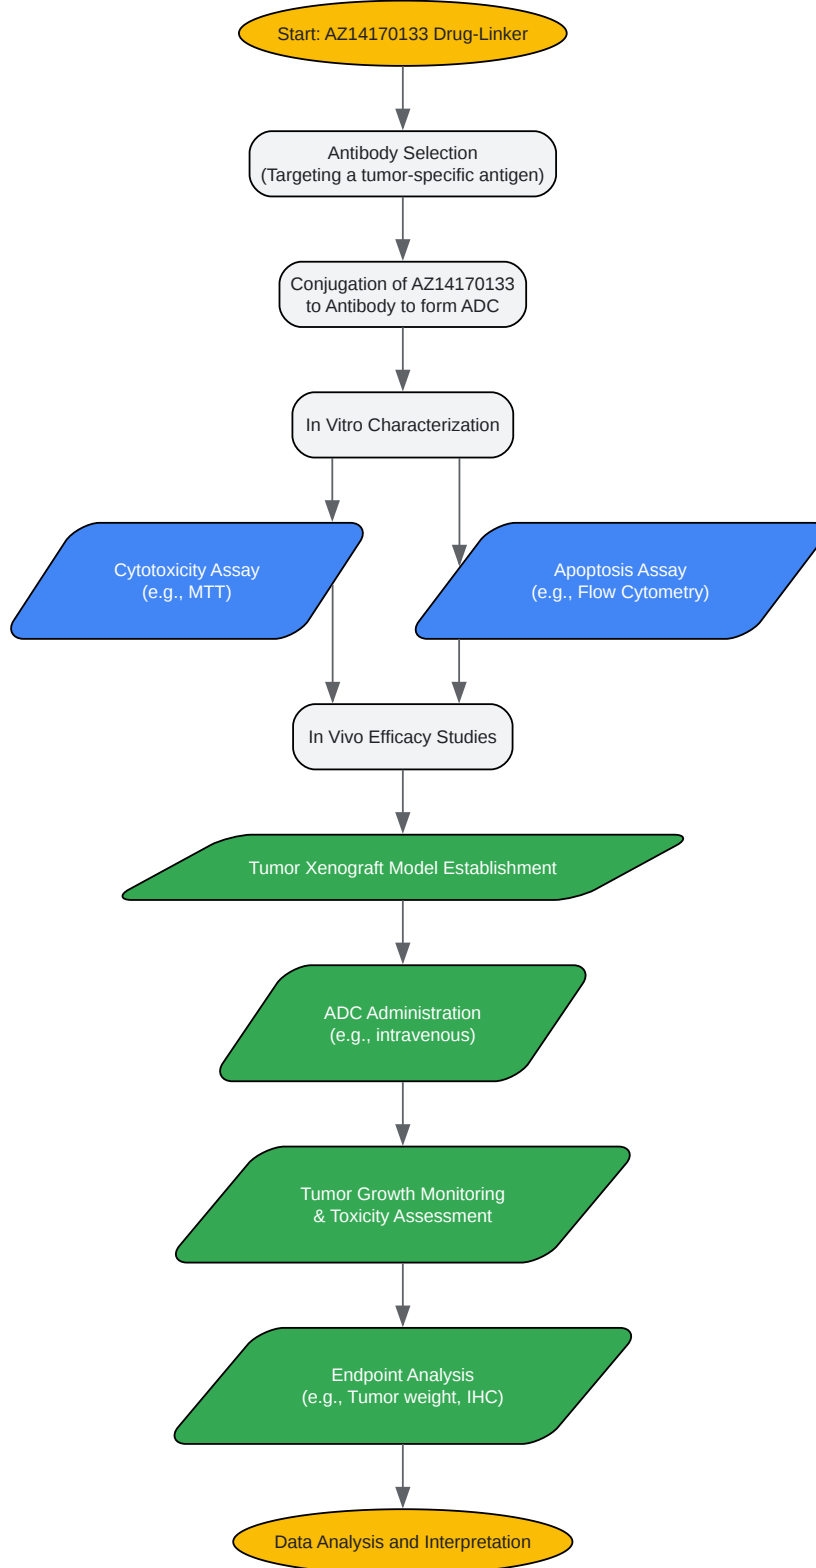 Start: AZ14170133 Drug-Linker
Antibody Selection
(Targeting a tumor-specific antigen)
Conjugation of AZ14170133
to Antibody to form ADC
In Vitro Characterization
Cytotoxicity Assay
(e.g., MTT)
Apoptosis Assay
(e.g., Flow Cytometry)
In Vivo Efficacy Studies
Tumor Xenograft Model Establishment
ADC Administration
(e.g., intravenous)
Tumor Growth Monitoring
& Toxicity Assessment
Endpoint Analysis
(e.g., Tumor weight, IHC)
Data Analysis and Interpretation